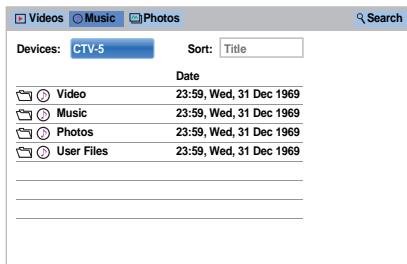 Videos Music Photos Search
Devices: CTV-5 Sort: Title
Date
Video 23:59, Wed, 31 Dec 1969
Music 23:59, Wed, 31 Dec 1969
Photos 23:59, Wed, 31 Dec 1969
User Files 23:59, Wed, 31 Dec 1969